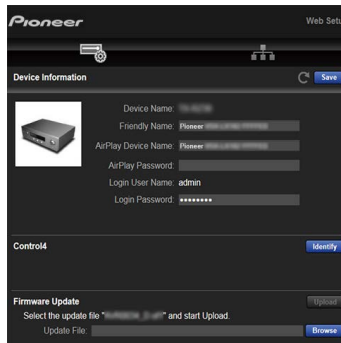 Pioneer
Web Setu
Device Information
Save
Device Name:
Friendly Name: Pioneer
AirPlay Device Name: Pioneer
AirPlay Password:
Login User Name: admin
Login Password: ••••••••
Control4
Identify
Firmware Update
Upload
Select the update file " " and start Upload.
Update File:
Browse